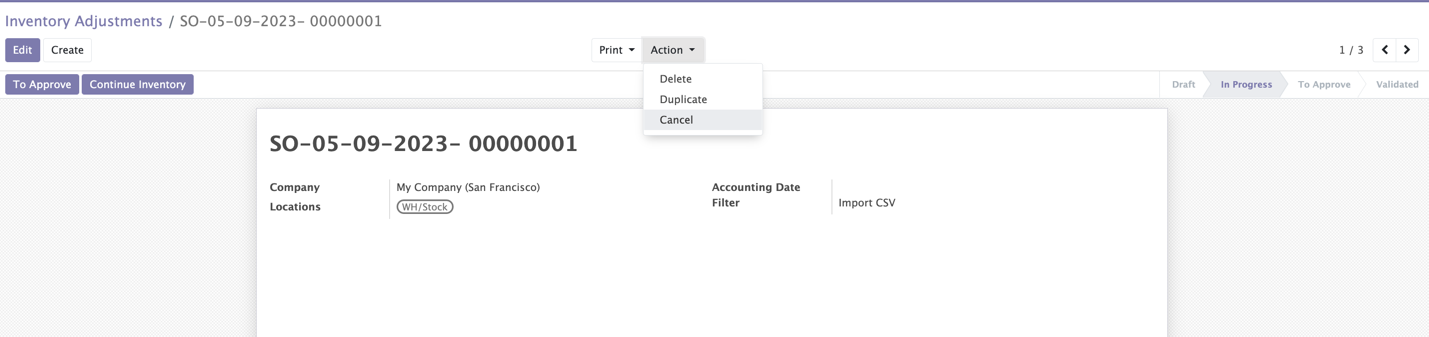 Inventory Adjustments / SO-05-09-2023- 00000001
Edit Create Print Action 1 / 3
Delete
To Approve Continue Inventory Draft In Progress To Approve Validated
Duplicate
Cancel
SO-05-09-2023- 00000001
Company My Company (San Francisco) Accounting Date
Locations WH/Stock Filter Import CSV